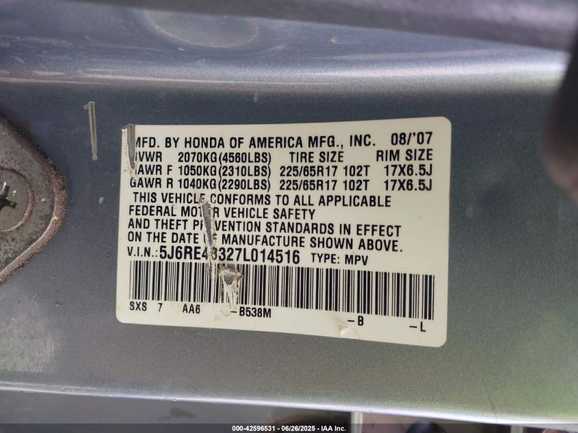 MFD. BY HONDA OF AMERICA MFG., INC. 08/'07
GVWR 2070KG(4560LBS) TIRE SIZE RIM SIZE
GAWR F 1050KG(2310LBS) 225/65R17 102T 17X6.5J
GAWR R 1040KG(2290LBS) 225/65R17 102T 17X6.5J
THIS VEHICLE CONFORMS TO ALL APPLICABLE
FEDERAL MOTOR VEHICLE SAFETY
AND THEFT PREVENTION STANDARDS IN EFFECT
ON THE DATE OF MANUFACTURE SHOWN ABOVE.
V.I.N.: TYPE: MPV
SXS 7 AA6 -B538M -B -L
000-42596531 - 06/26/2025 - IAA Inc.